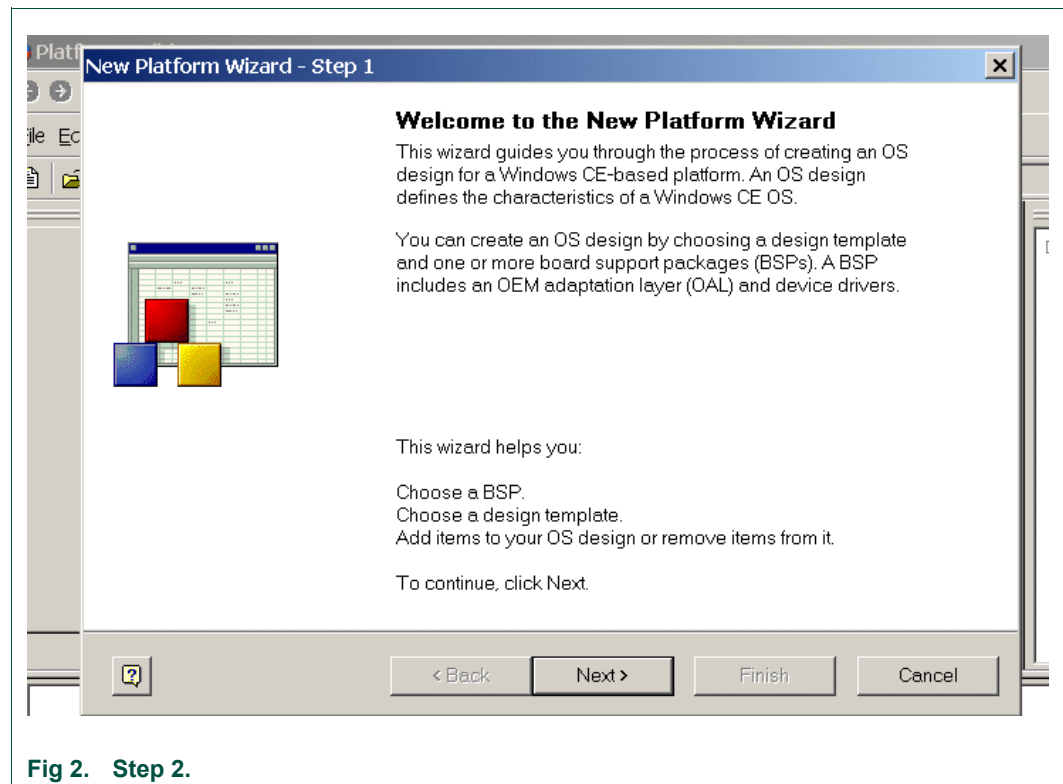 Platf
New Platform Wizard - Step 1
File Ed
Welcome to the New Platform Wizard
This wizard guides you through the process of creating an OS
design for a Windows CE-based platform. An OS design
defines the characteristics of a Windows CE OS.
You can create an OS design by choosing a design template
and one or more board support packages (BSPs). A BSP
includes an OEM adaptation layer (OAL) and device drivers.
This wizard helps you:
Choose a BSP.
Choose a design template.
Add items to your OS design or remove items from it.
To continue, click Next.
< Back Next > Finish Cancel
Fig 2. Step 2.